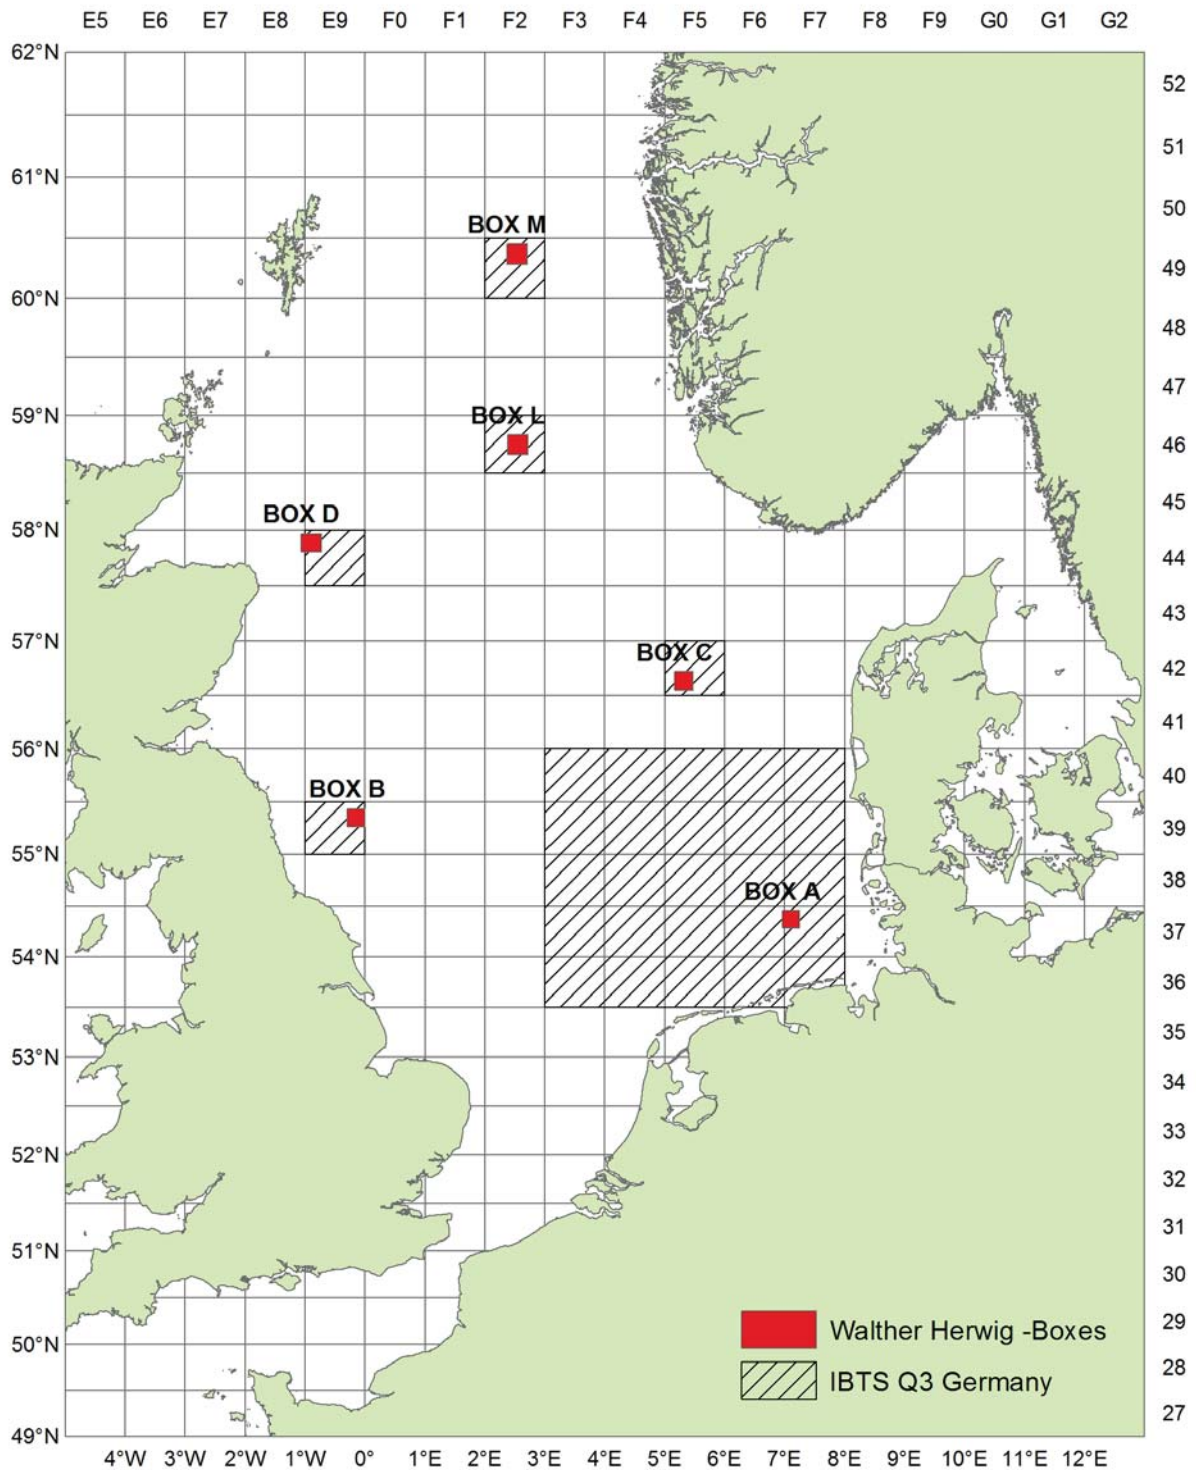 E5 E6 E7 E8 E9 F0 F1 F2 F3 F4 F5 F6 F7 F8 F9 G0 G1 G2
62°N
52
51
61°N
50
BOX M
49
60°N
48
47
59°N
BOX L
46
45
58°N
BOX D
44
43
57°N
BOX C
42
41
56°N
40
BOX B
39
55°N
38
BOX A
37
54°N
36
35
53°N
34
33
52°N
32
31
51°N
30
29
Walther Herwig -Boxes
50°N
28
IBTS Q3 Germany
27
49°N
4°W 3°W 2°W 1°W 0° 1°E 2°E 3°E 4°E 5°E 6°E 7°E 8°E 9°E 10°E 11°E 12°E